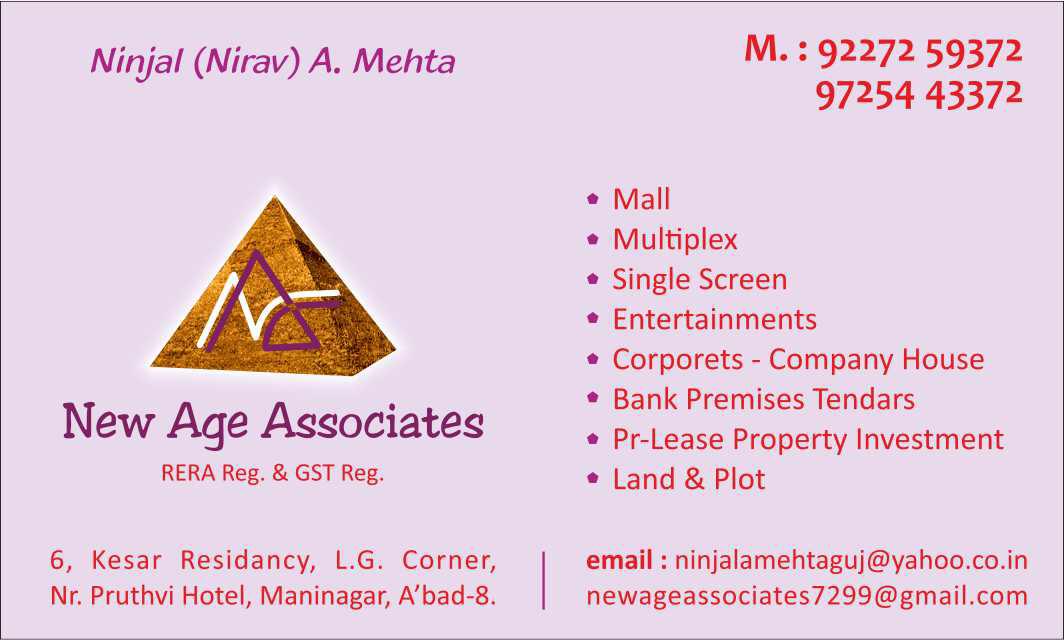 Ninjal (Nirav) A. Mehta
M. : 92272 59372
97254 43372
New Age Associates
RERA Reg. & GST Reg.
• Mall
• Multiplex
• Single Screen
• Entertainments
• Corporets - Company House
• Bank Premises Tendars
• Pr-Lease Property Investment
• Land & Plot
6, Kesar Residancy, L.G. Corner,
Nr. Pruthvi Hotel, Maninagar, A'bad-8.
email : ninjalamehtaguj@yahoo.co.in
newageassociates7299@gmail.com